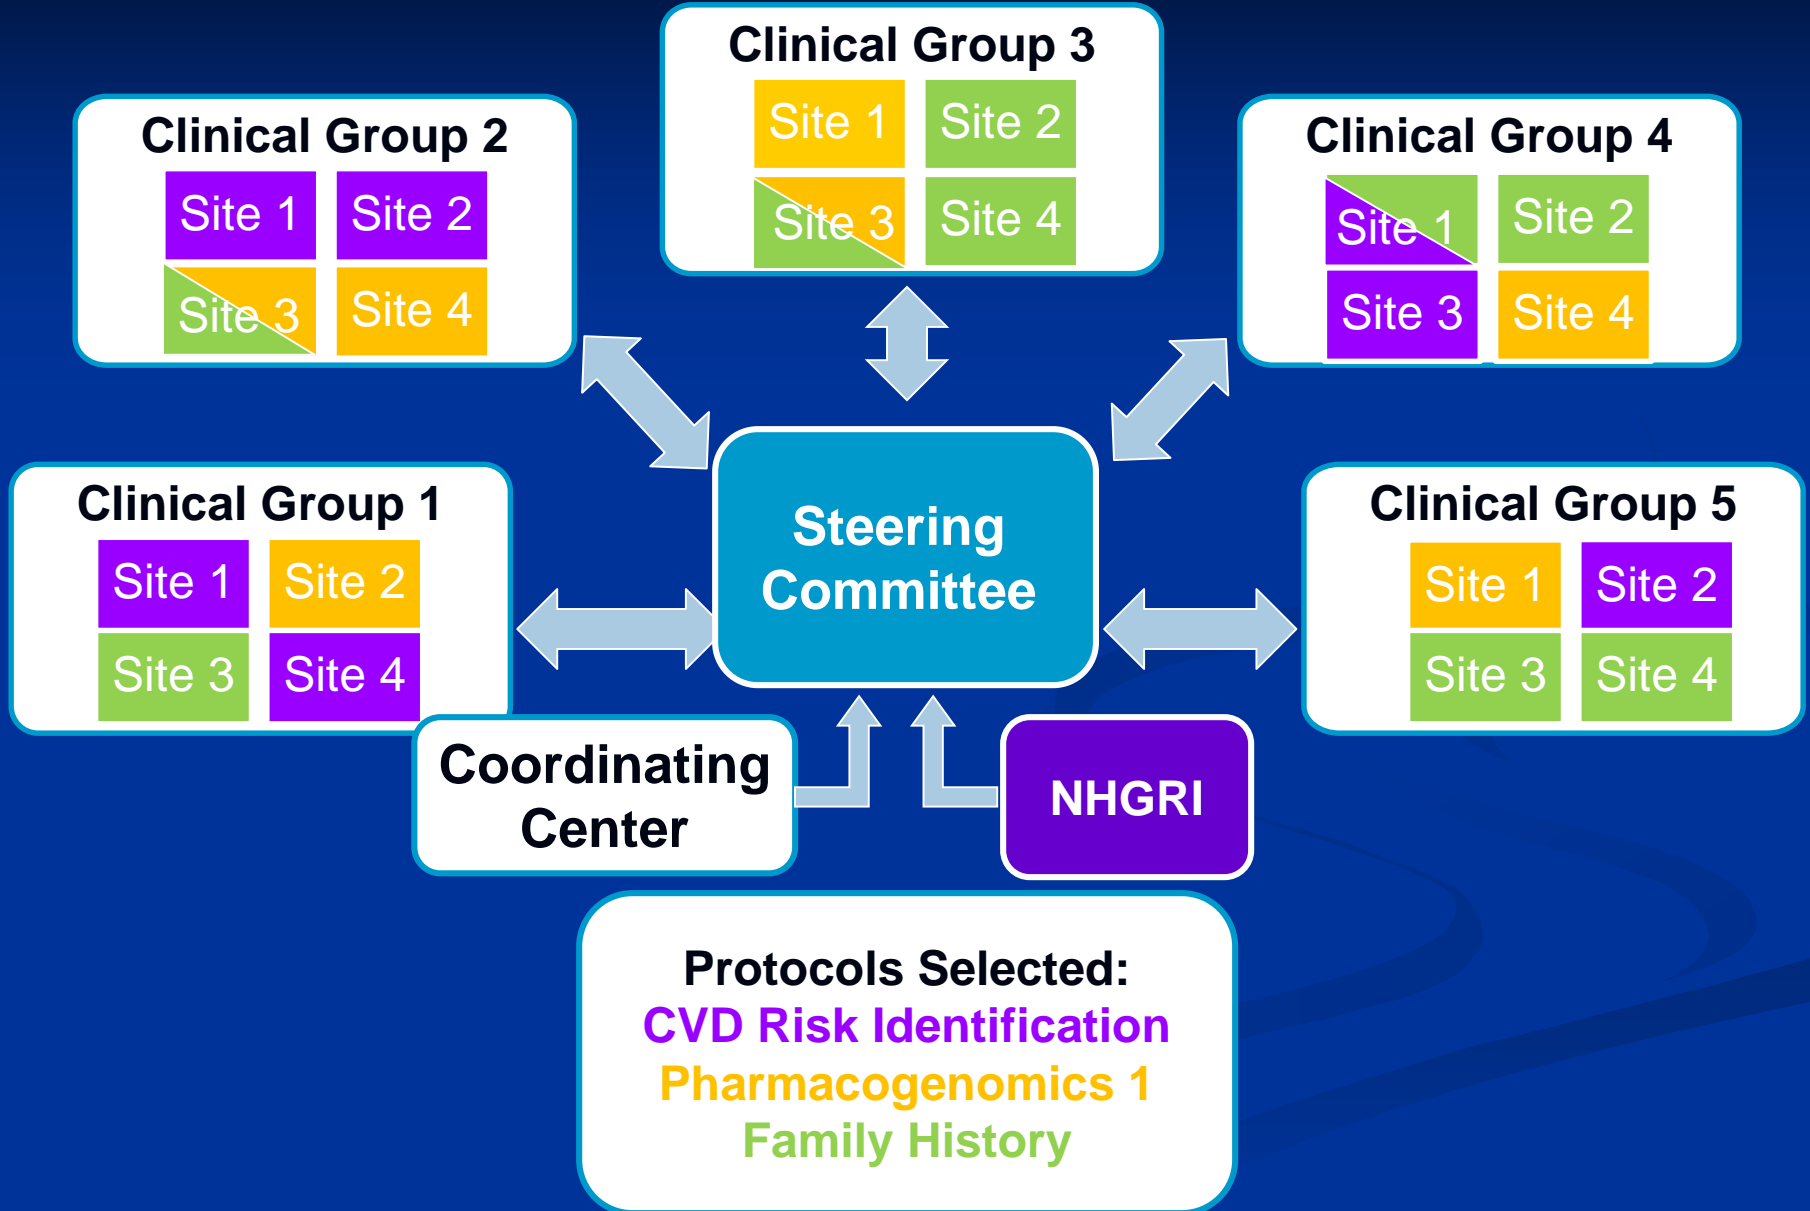 Clinical Group 3
Site 1 Site 2
Site 3 Site 4
Clinical Group 2
Site 1 Site 2
Site 3 Site 4
Clinical Group 4
Site 1 Site 2
Site 3 Site 4
Clinical Group 1
Site 1 Site 2
Site 3 Site 4
Steering
Committee
Clinical Group 5
Site 1 Site 2
Site 3 Site 4
Coordinating
Center
NHGRI
Protocols Selected:
CVD Risk Identification
Pharmacogenomics 1
Family History